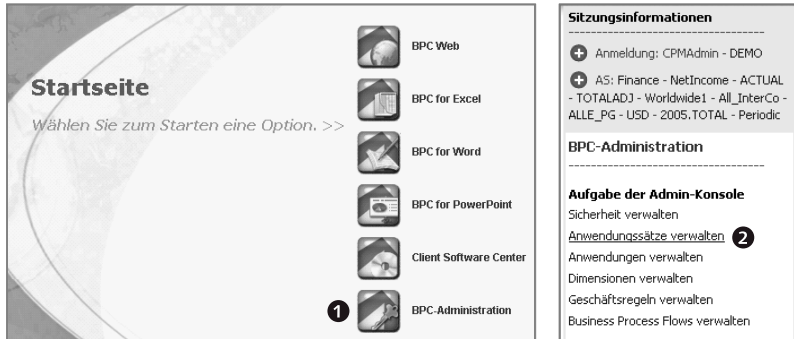 Startseite
Wählen Sie zum Starten eine Option. >>
BPC Web
BPC for Excel
BPC for Word
BPC for PowerPoint
Client Software Center
1 BPC-Administration
Sitzungsinformationen
Anmeldung: CPMAdmin - DEMO
AS: Finance - NetIncome - ACTUAL
- TOTALADJ - Worldwide1 - All_InterCo -
ALLE_PG - USD - 2005.TOTAL - Periodic
BPC-Administration
Aufgabe der Admin-Konsole
Sicherheit verwalten
Anwendungssätze verwalten 2
Anwendungen verwalten
Dimensionen verwalten
Geschäftsregeln verwalten
Business Process Flows verwalten